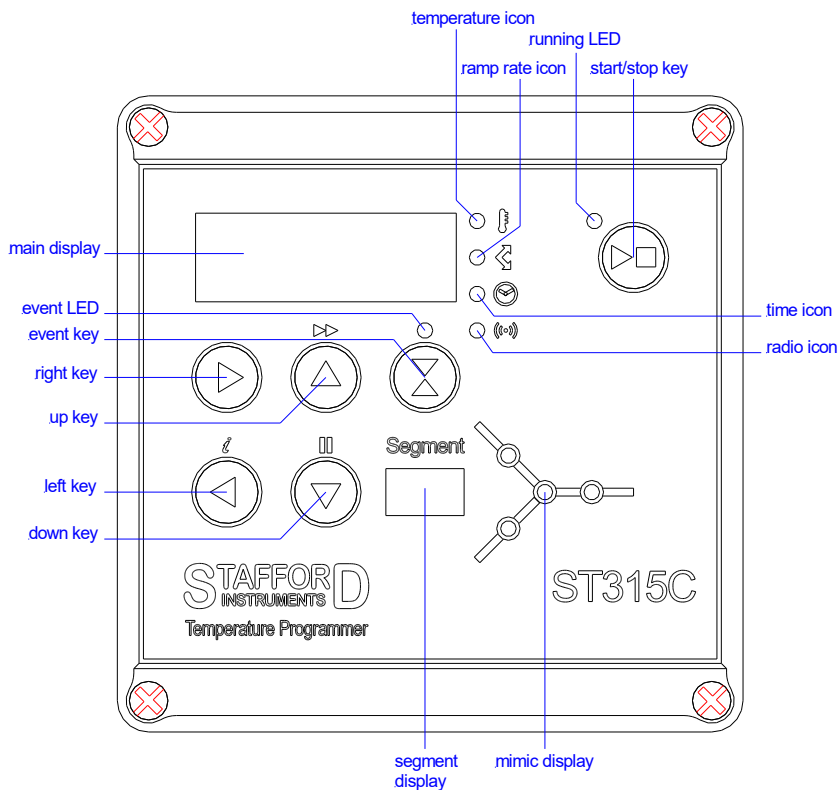 temperature icon
running LED
ramp rate icon
start/stop key
main display
event LED
event key
time icon
radio icon
right key
up key
i
Segment
left key
down key
STAFFORD
INSTRUMENTS
Temperature Programmer
ST315C
segment
display
mimic display